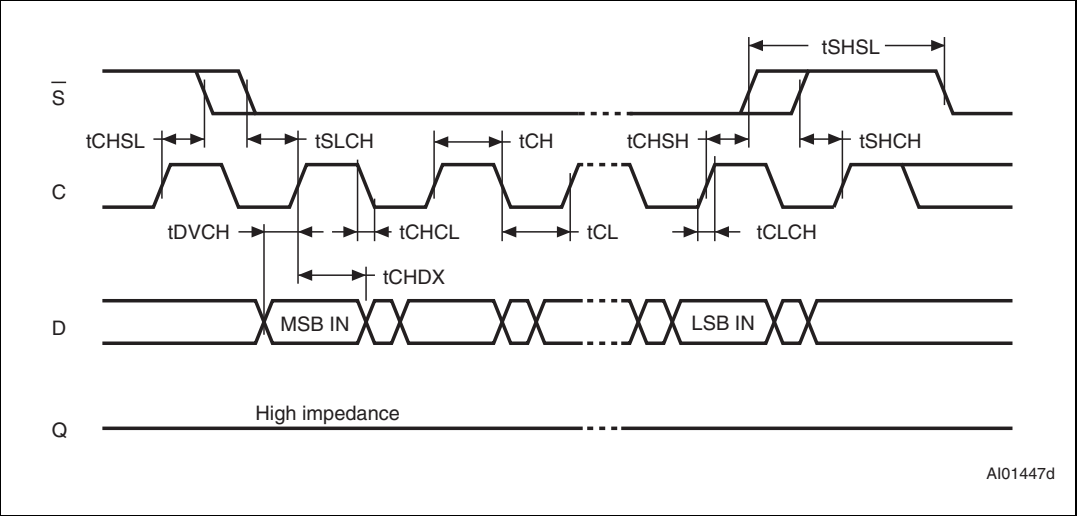 tSHSL
S̅
tCHSL
tSLCH
tCH
tCHSH
tSHCH
C
tDVCH
tCHCL
tCL
tCLCH
tCHDX
D
MSB IN
LSB IN
High impedance
Q
AI01447d